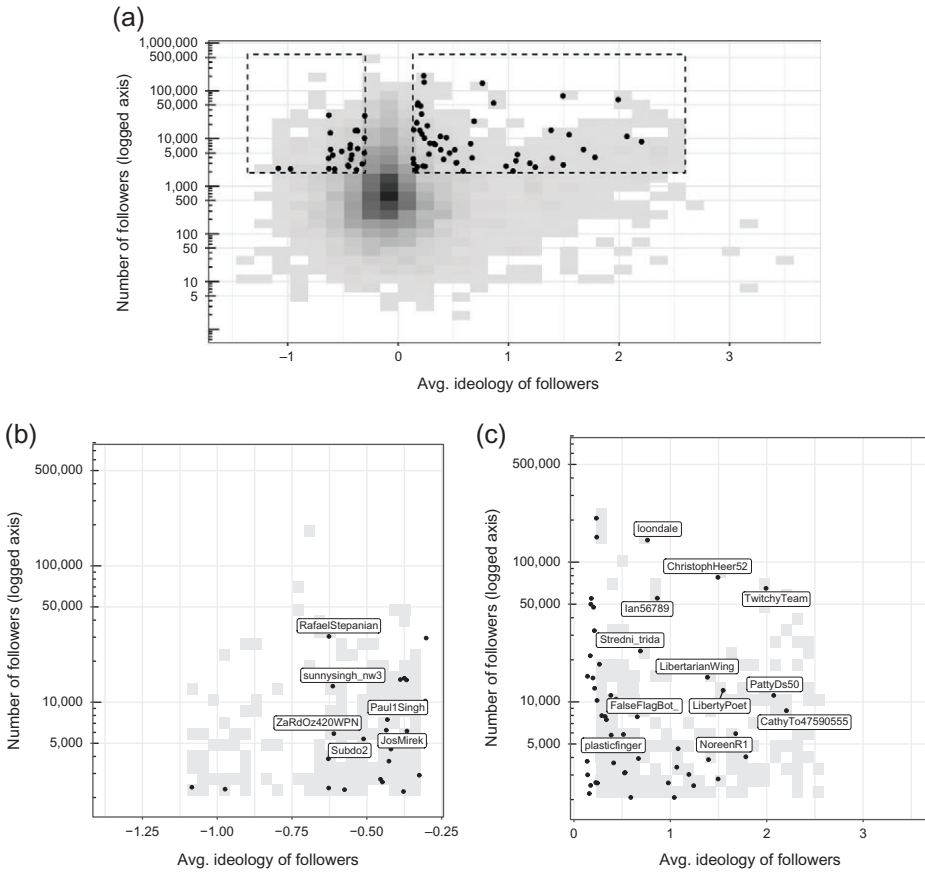 (a)
Number of followers (logged axis)
1,000,000
500,000
100,000
50,000
10,000
5,000
1,000
500
100
50
10
5
−1
0
1
2
3
Avg. ideology of followers
(b)
Number of followers (logged axis)
500,000
100,000
50,000
10,000
5,000
RafaelStepanian
sunnysingh_nw3
Paul1Singh
ZaRdOz420WPN
JosMirek
Subdo2
−1.25
−1.00
−0.75
−0.50
−0.25
Avg. ideology of followers
(c)
Number of followers (logged axis)
500,000
100,000
50,000
10,000
5,000
loondale
ChristophHeer52
TwitchyTeam
Ian56789
Stredni_trida
LibertarianWing
PattyDs50
FalseFlagBot_
LibertyPoet
CathyTo47590555
plasticfinger
NoreenR1
0
1
2
3
Avg. ideology of followers